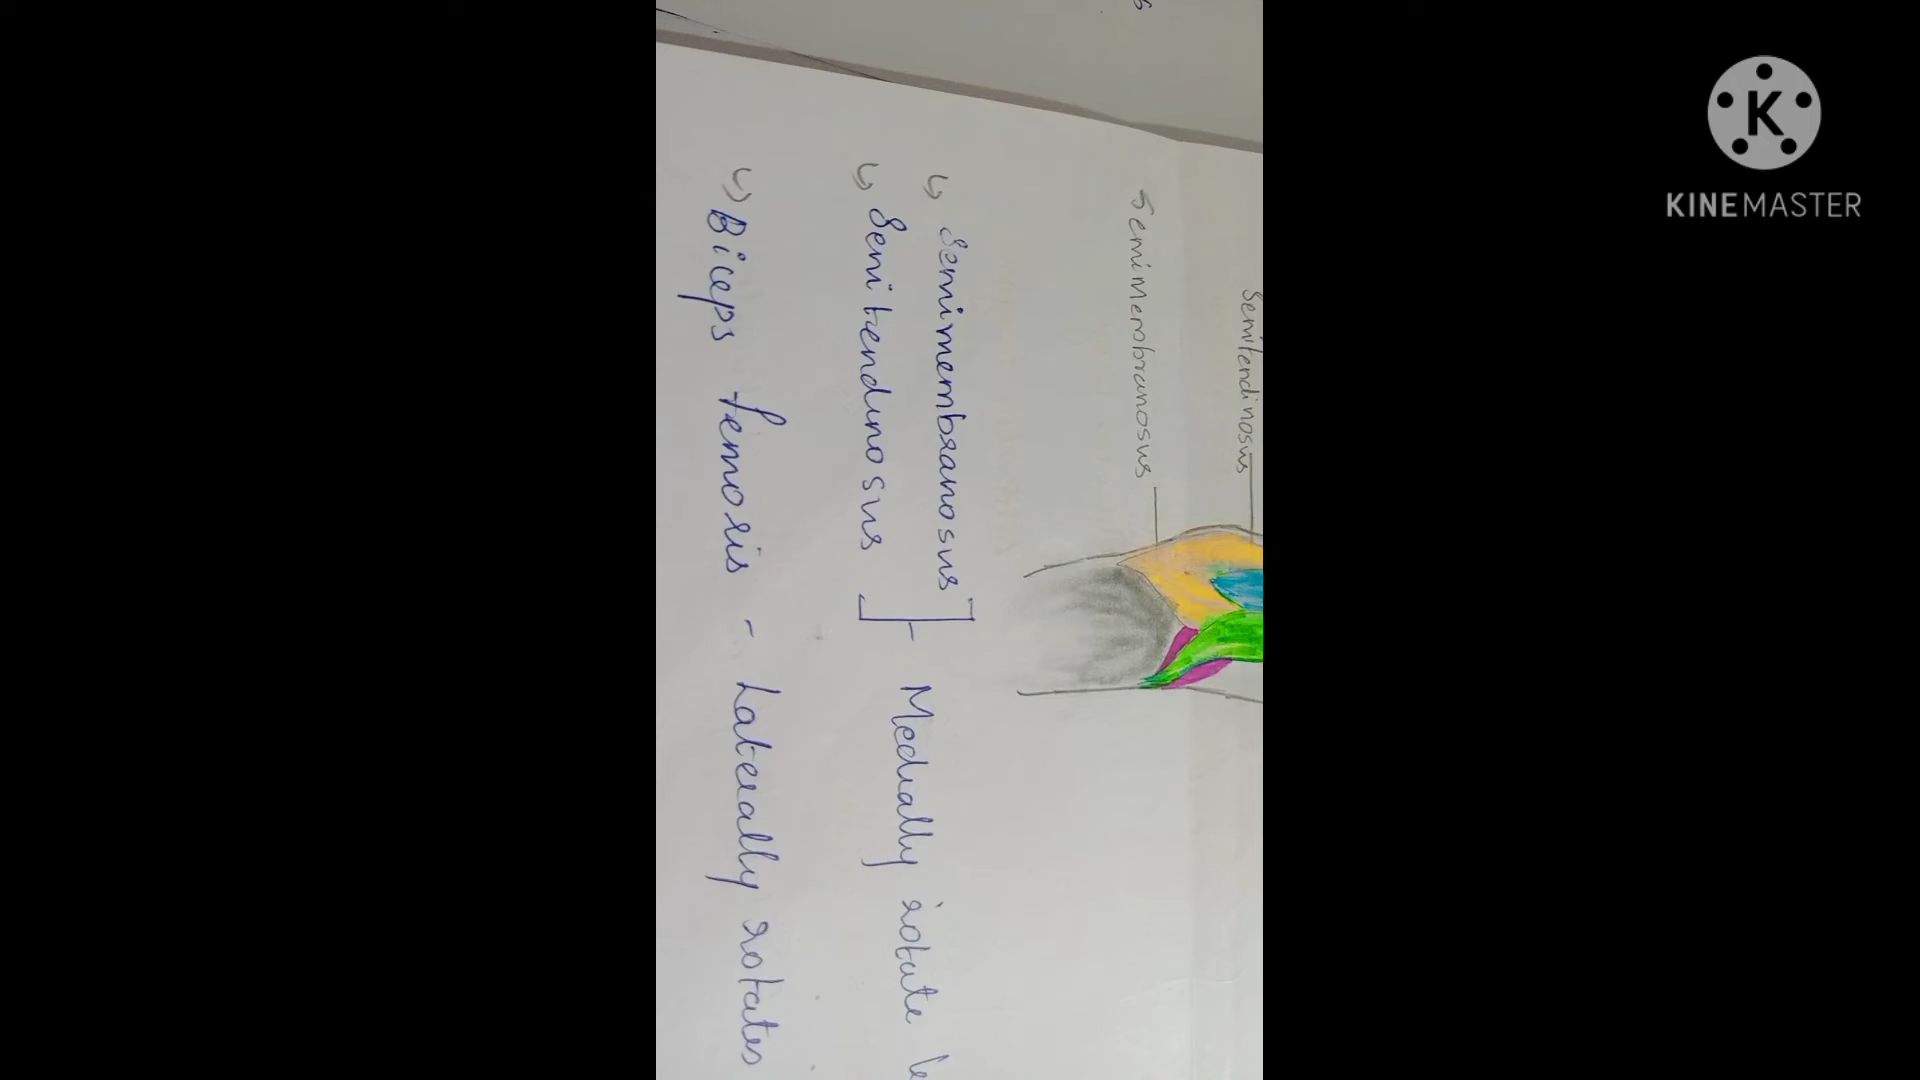 Semitendinosus
Semimembranosus
↳ Semimembranosus
↳ Semitendinosus ]- Medially rotate
↳ Biceps femoris - Laterally rotates
KINEMASTER